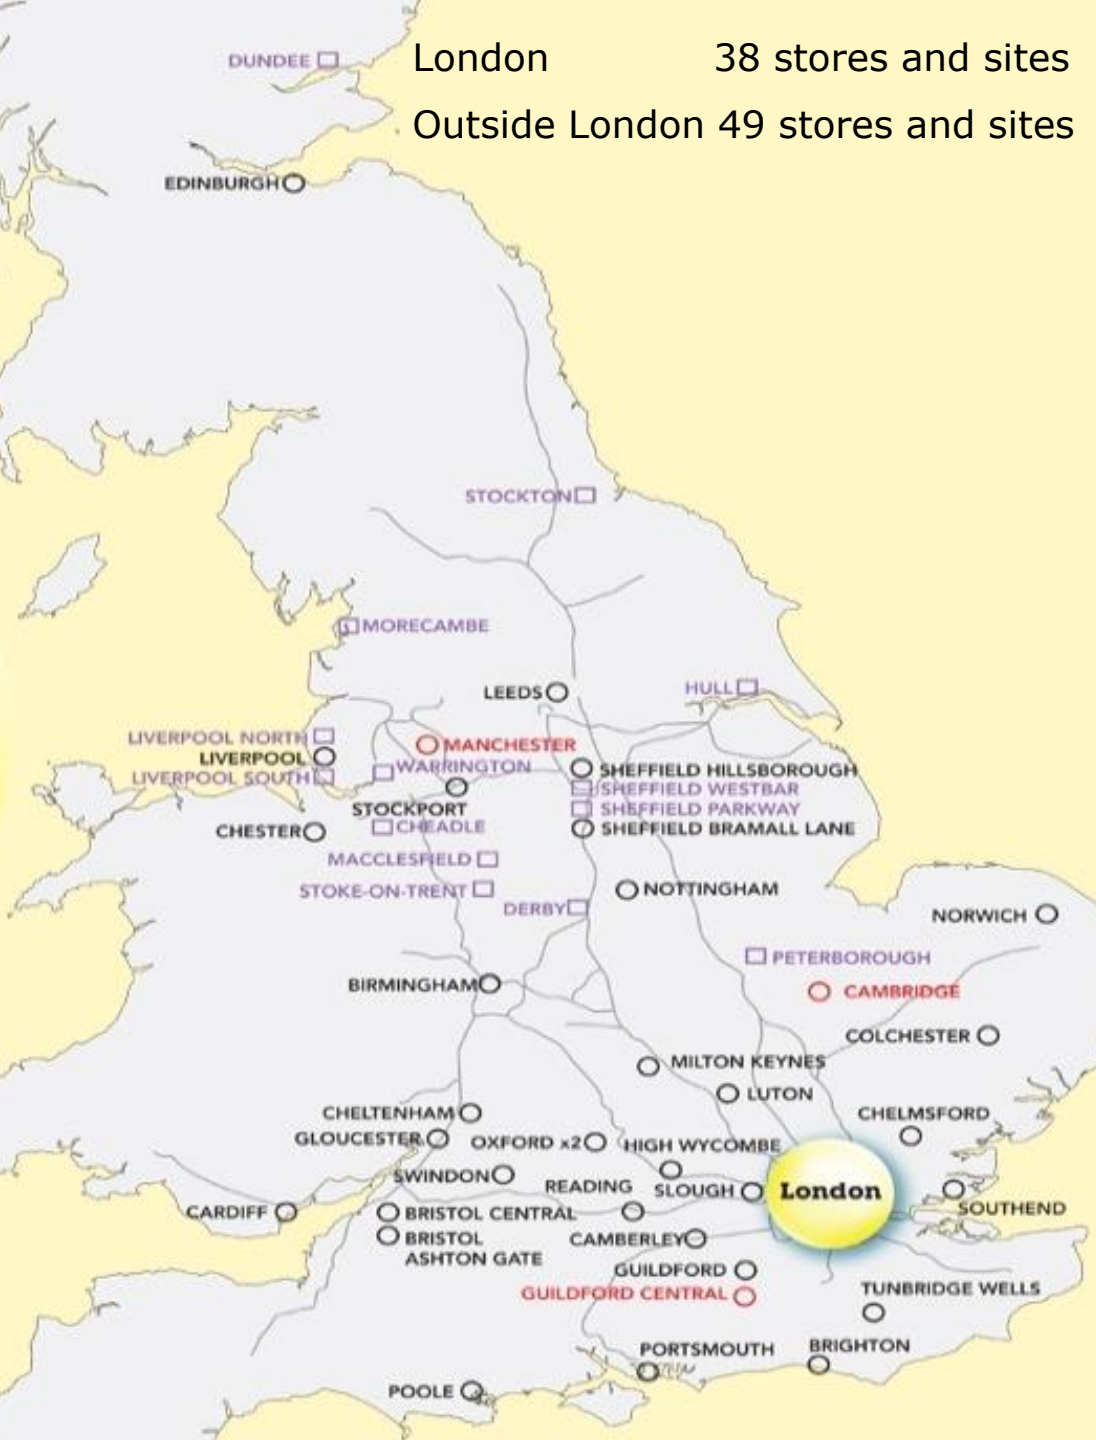 London 38 stores and sites
Outside London 49 stores and sites
DUNDEE
EDINBURGH
STOCKTON
MORECAMBE
LEEDS
HULL
LIVERPOOL NORTH
MANCHESTER
LIVERPOOL
WARRINGTON
SHEFFIELD HILLSBOROUGH
LIVERPOOL SOUTH
SHEFFIELD WESTBAR
STOCKPORT
SHEFFIELD PARKWAY
CHESTER
CHEADLE
SHEFFIELD BRAMALL LANE
MACCLESFIELD
STOKE-ON-TRENT
NOTTINGHAM
DERBY
NORWICH
PETERBOROUGH
BIRMINGHAM
CAMBRIDGE
COLCHESTER
MILTON KEYNES
LUTON
CHELTENHAM
CHELMSFORD
GLOUCESTER
OXFORD x2
HIGH WYCOMBE
SWINDON
READING
SLOUGH
London
CARDIFF
BRISTOL CENTRAL
SOUTHEND
BRISTOL
ASHTON GATE
CAMBERLEY
GUILDFORD
GUILDFORD CENTRAL
TUNBRIDGE WELLS
PORTSMOUTH
BRIGHTON
POOLE